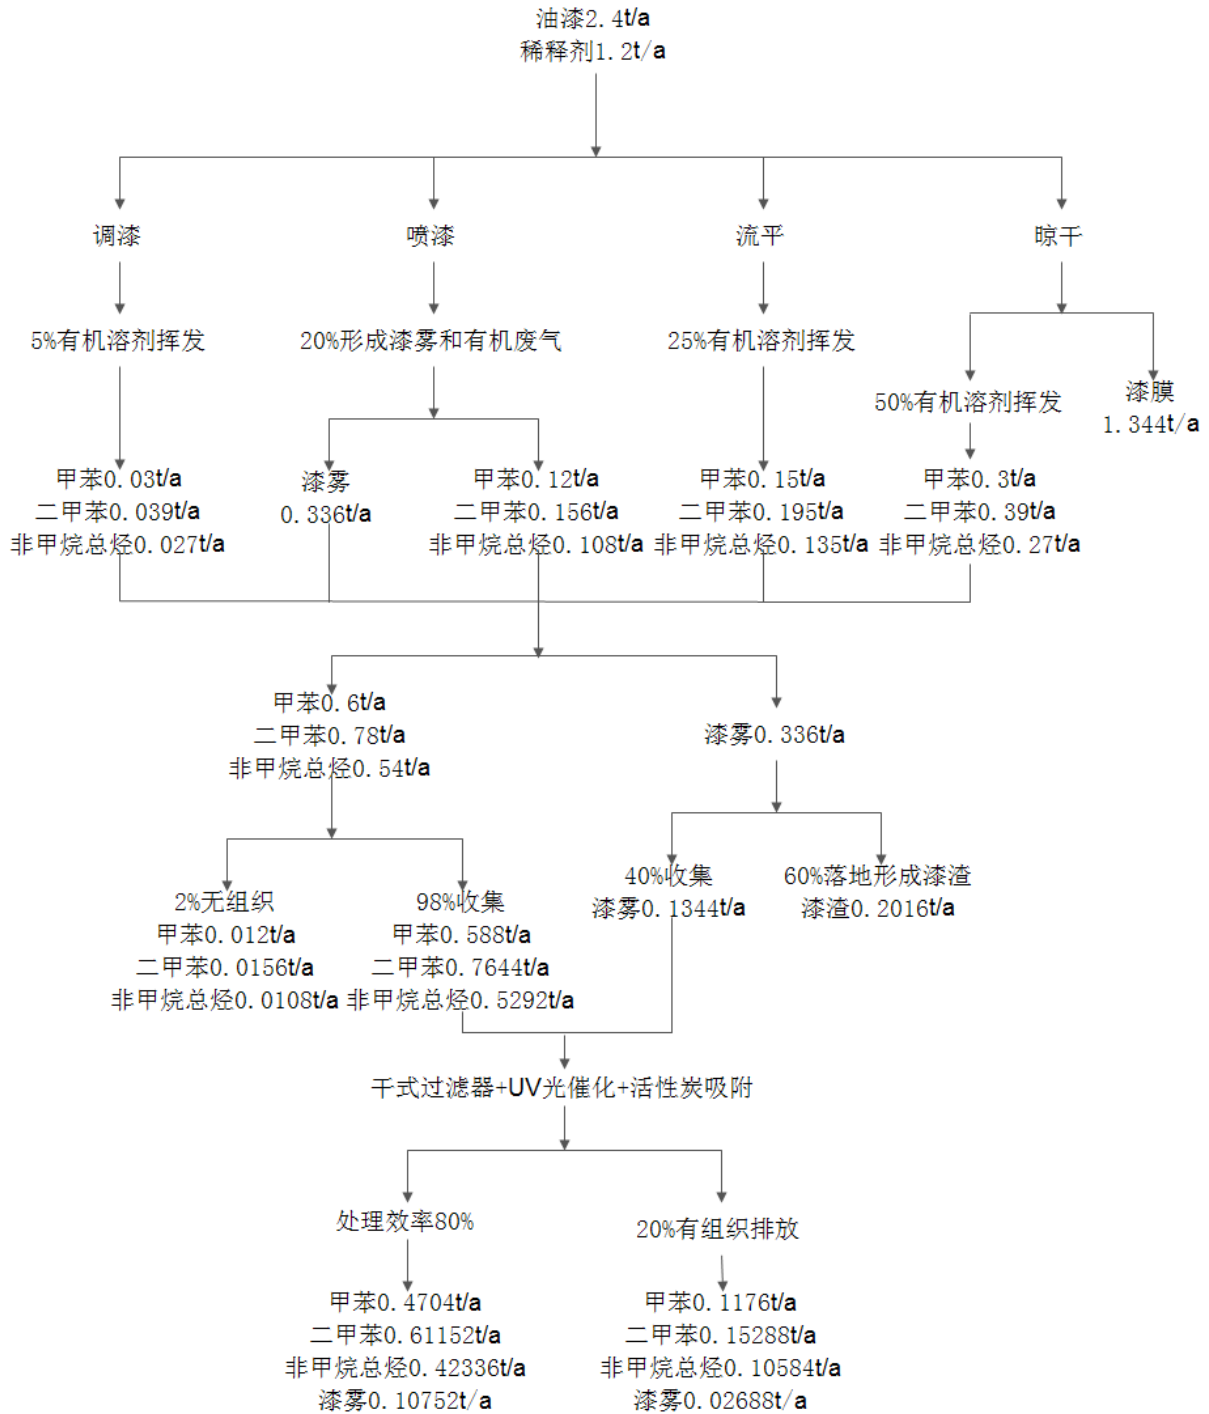 油漆2.4t/a
稀释剂1.2t/a
调漆
喷漆
流平
晾干
5%有机溶剂挥发
20%形成漆雾和有机废气
25%有机溶剂挥发
50%有机溶剂挥发
漆膜
1.344t/a
甲苯0.03t/a
二甲苯0.039t/a
非甲烷总烃0.027t/a
漆雾
0.336t/a
甲苯0.12t/a
二甲苯0.156t/a
非甲烷总烃0.108t/a
甲苯0.15t/a
二甲苯0.195t/a
非甲烷总烃0.135t/a
甲苯0.3t/a
二甲苯0.39t/a
非甲烷总烃0.27t/a
甲苯0.6t/a
二甲苯0.78t/a
非甲烷总烃0.54t/a
漆雾0.336t/a
2%无组织
甲苯0.012t/a
二甲苯0.0156t/a
非甲烷总烃0.0108t/a
98%收集
甲苯0.588t/a
二甲苯0.7644t/a
非甲烷总烃0.5292t/a
40%收集
漆雾0.1344t/a
60%落地形成漆渣
漆渣0.2016t/a
干式过滤器+UV光催化+活性炭吸附
处理效率80%
20%有组织排放
甲苯0.4704t/a
二甲苯0.61152t/a
非甲烷总烃0.42336t/a
漆雾0.10752t/a
甲苯0.1176t/a
二甲苯0.15288t/a
非甲烷总烃0.10584t/a
漆雾0.02688t/a